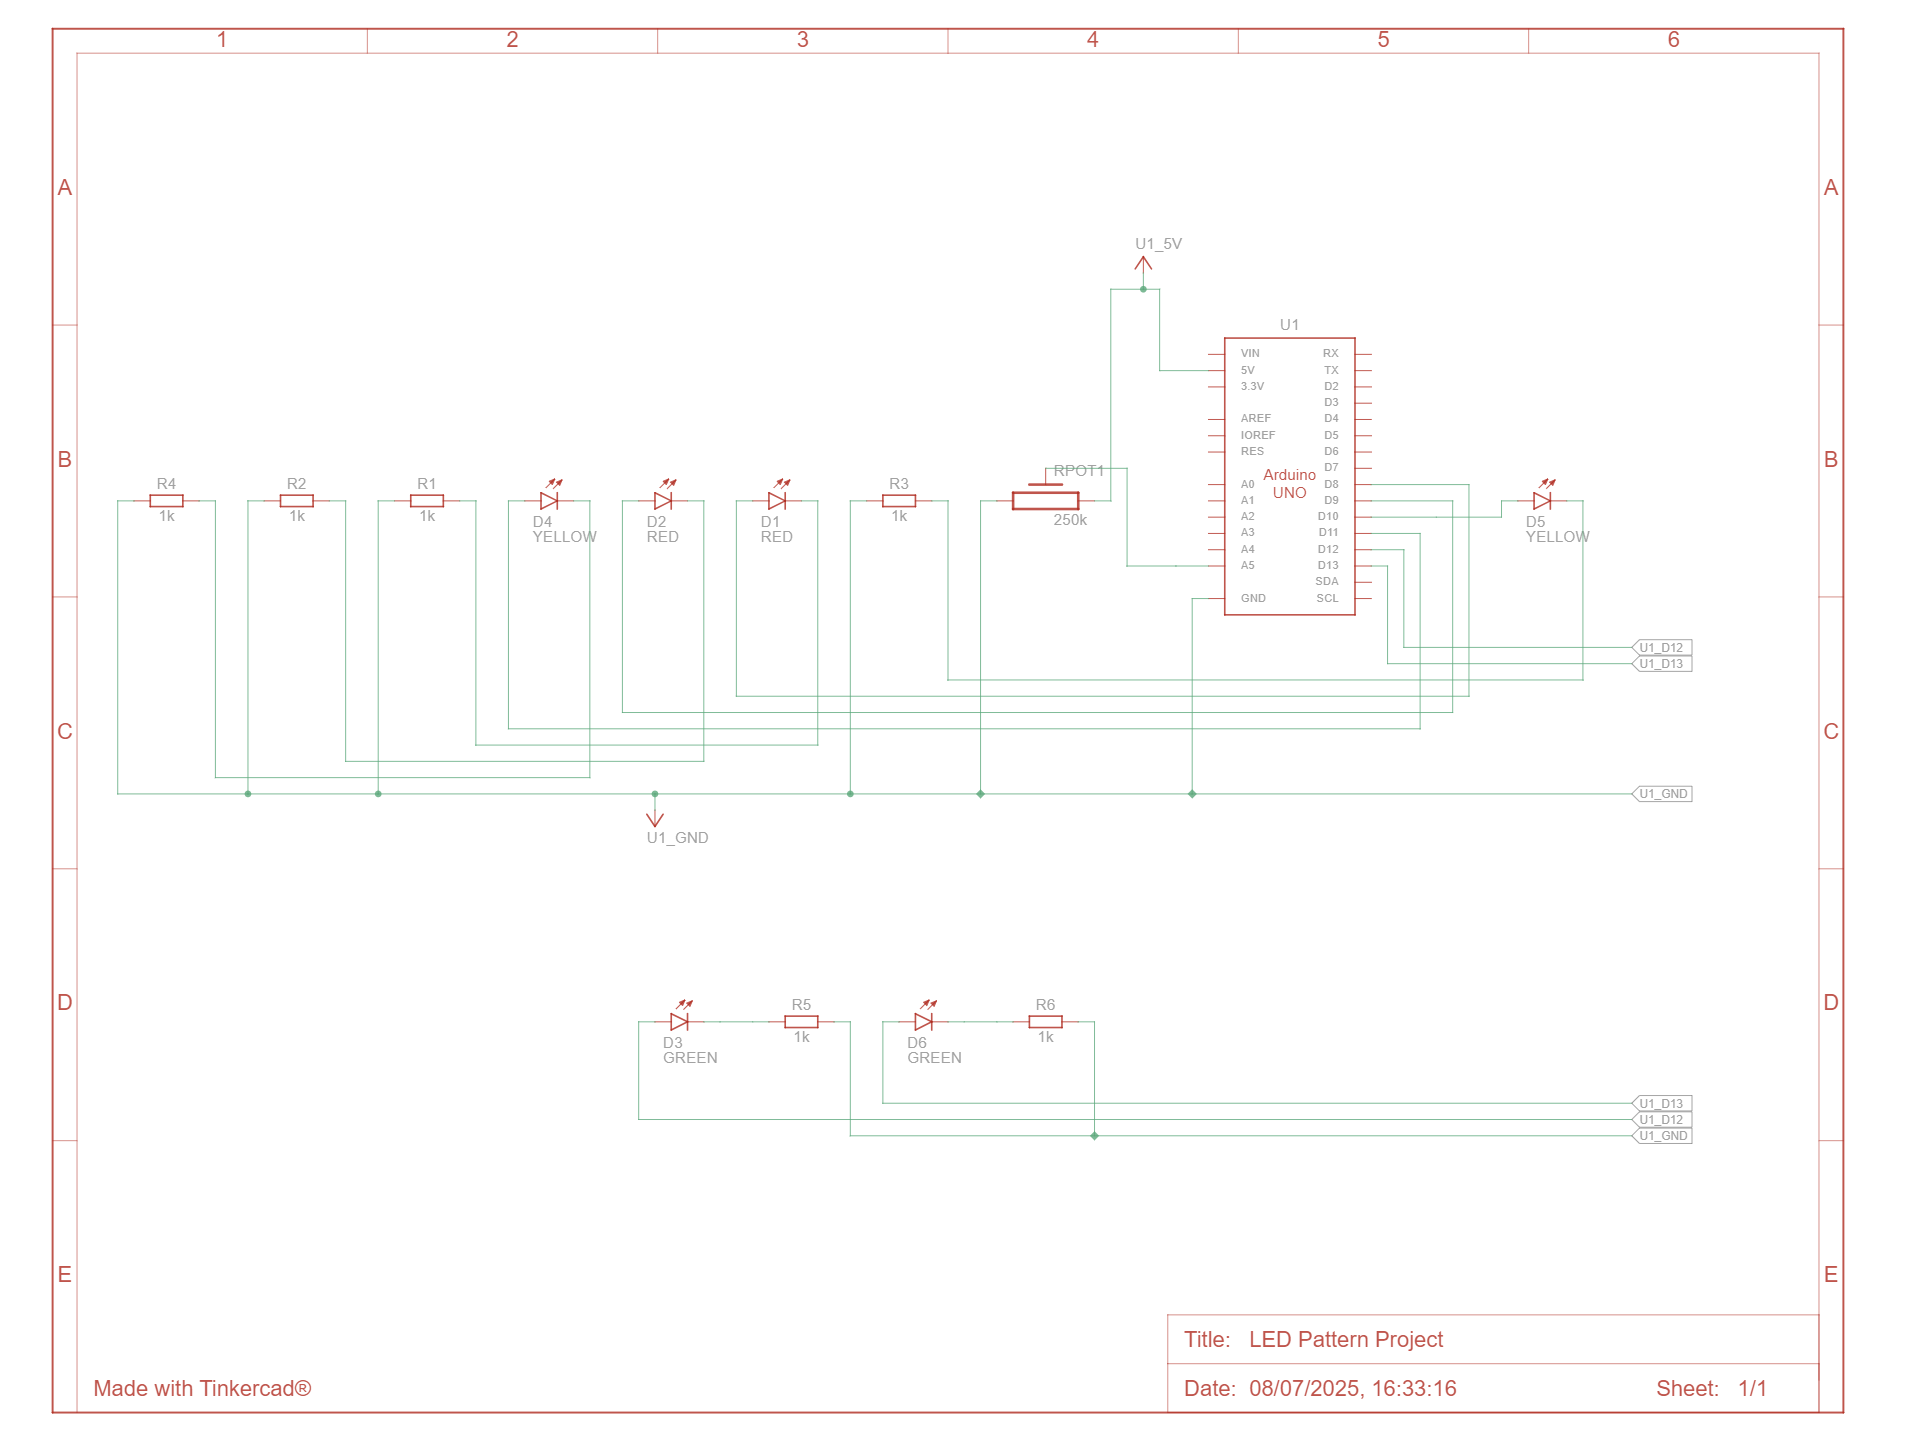 1 2 3 4 5 6
A A
U1_5V
U1
VIN RX
5V TX
3.3V D2
D3
AREF D4
IOREF D5
RES D6
D7
B RPOT1 B
Arduino
UNO
R4 R2 R1 R3 A0 D8
A1 D9
1k 1k 1k 1k 250k A2 D10
D4 D2 D1 D5
YELLOW RED RED YELLOW
A3 D11
A4 D12
A5 D13
SDA
GND SCL
U1_D12
U1_D13
C C
U1_GND
U1_GND
D R5 R6 D
1k 1k
D3 D6
GREEN GREEN
U1_D13
U1_D12
U1_GND
E E
Title: LED Pattern Project
Made with Tinkercad® Date: 08/07/2025, 16:33:16 Sheet: 1/1